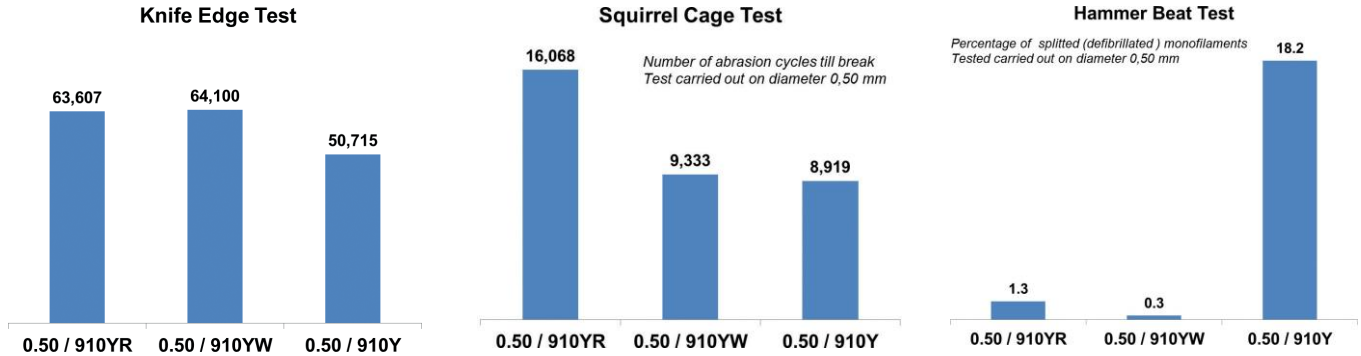 Knife Edge Test
63,607
64,100
50,715
0.50 / 910YR
0.50 / 910YW
0.50 / 910Y
Squirrel Cage Test
Number of abrasion cycles till break
Test carried out on diameter 0,50 mm
16,068
9,333
8,919
0.50 / 910YR
0.50 / 910YW
0.50 / 910Y
Hammer Beat Test
Percentage of splitted (defibrillated ) monofilaments
Tested carried out on diameter 0,50 mm
18.2
1.3
0.3
0.50 / 910YR
0.50 / 910YW
0.50 / 910Y